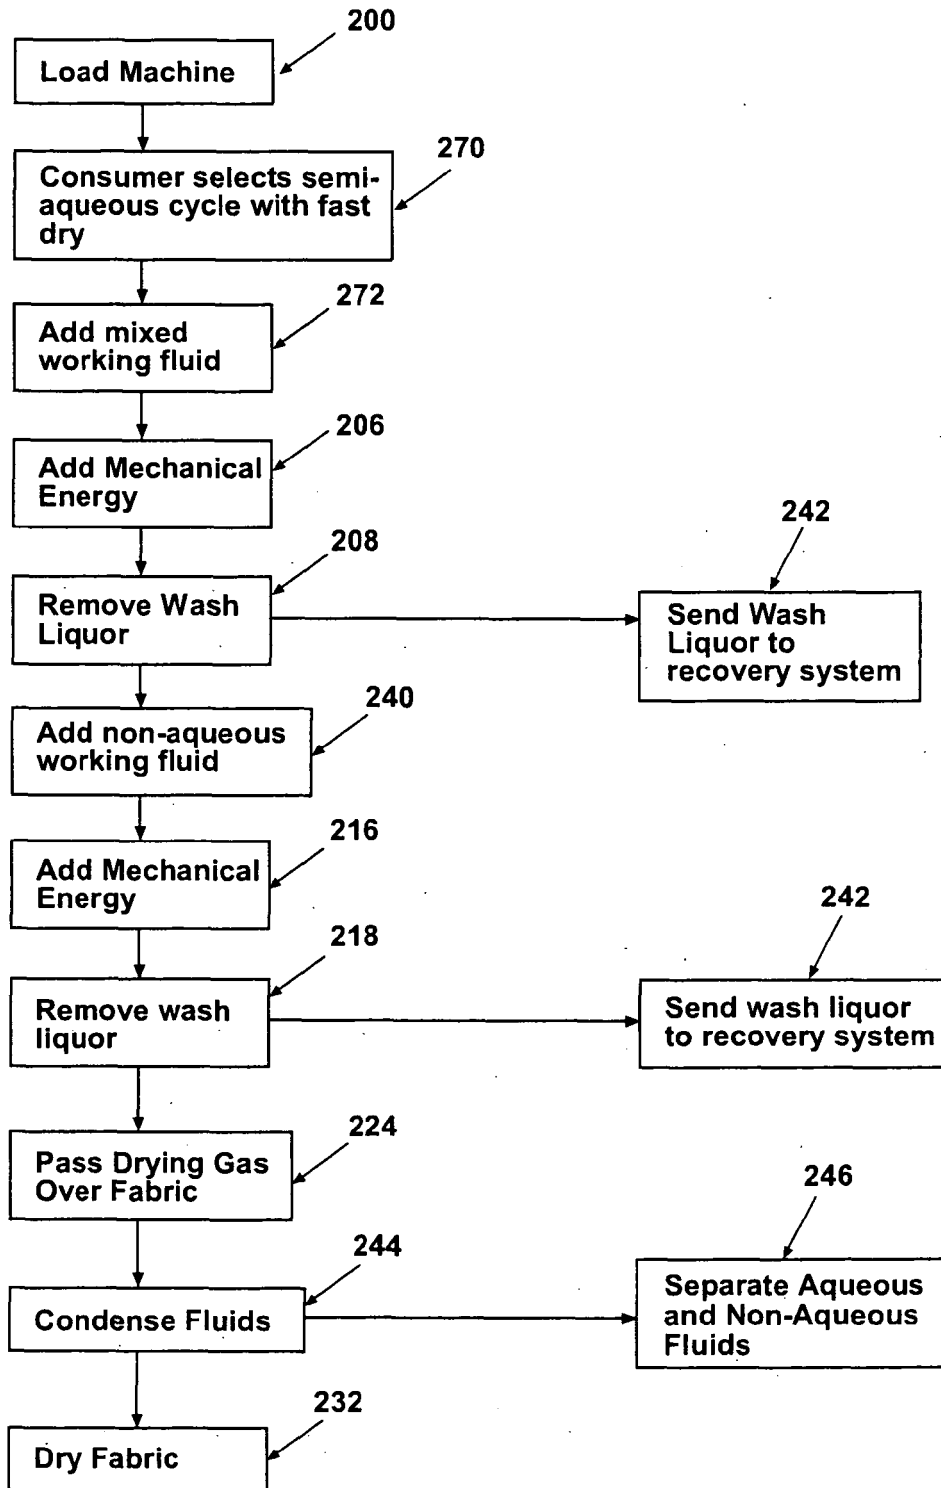 200
Load Machine
270
Consumer selects semi-
aqueous cycle with fast
dry
272
Add mixed
working fluid
206
Add Mechanical
Energy
208
Remove Wash
Liquor
242
Send Wash
Liquor to
recovery system
240
Add non-aqueous
working fluid
216
Add Mechanical
Energy
218
Remove wash
liquor
242
Send wash liquor
to recovery system
224
Pass Drying Gas
Over Fabric
244
Condense Fluids
246
Separate Aqueous
and Non-Aqueous
Fluids
232
Dry Fabric